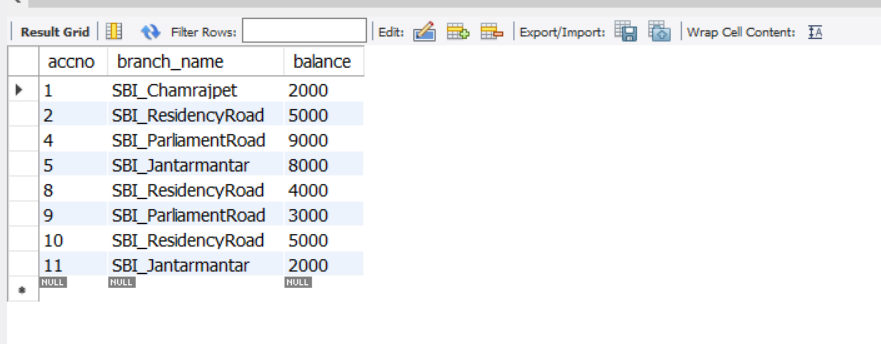 Result Grid Filter Rows: Edit: Export/Import: Wrap Cell Content: IA
accno branch_name balance
1 SBI_Chamrajpet 2000
2 SBI_ResidencyRoad 5000
4 SBI_ParliamentRoad 9000
5 SBI_Jantarmantar 8000
8 SBI_ResidencyRoad 4000
9 SBI_ParliamentRoad 3000
10 SBI_ResidencyRoad 5000
11 SBI_Jantarmantar 2000
NULL NULL NULL